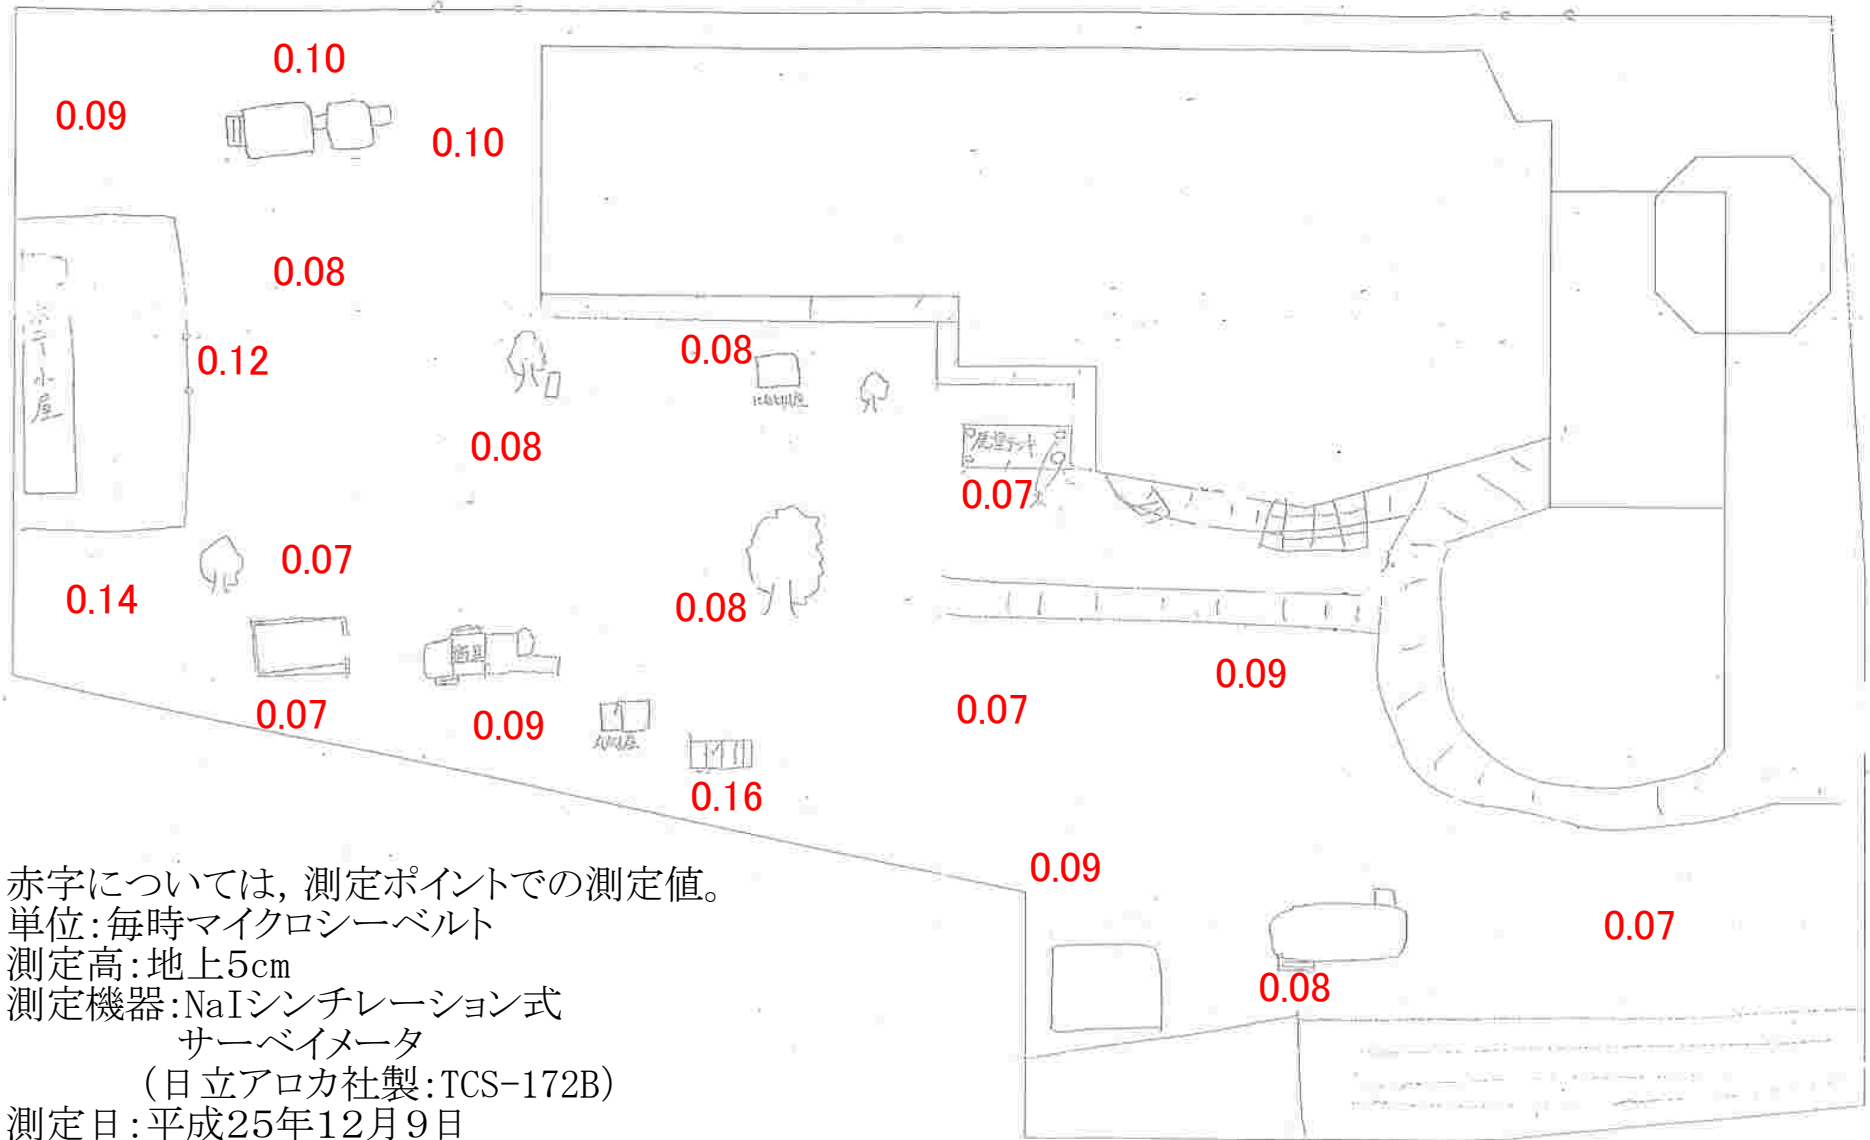 0.10
0.09
0.10
0.08
0.12
0.08
小屋
0.08
0.07
0.07
0.14
0.08
0.09
0.07
0.07
0.09
0.16
0.09
0.07
0.08
赤字については,測定ポイントでの測定値。
単位:毎時マイクロシーベルト
測定高:地上5cm
測定機器:NaIシンチレーション式
サーベイメータ
(日立アロカ社製:TCS-172B)
測定日:平成25年12月9日